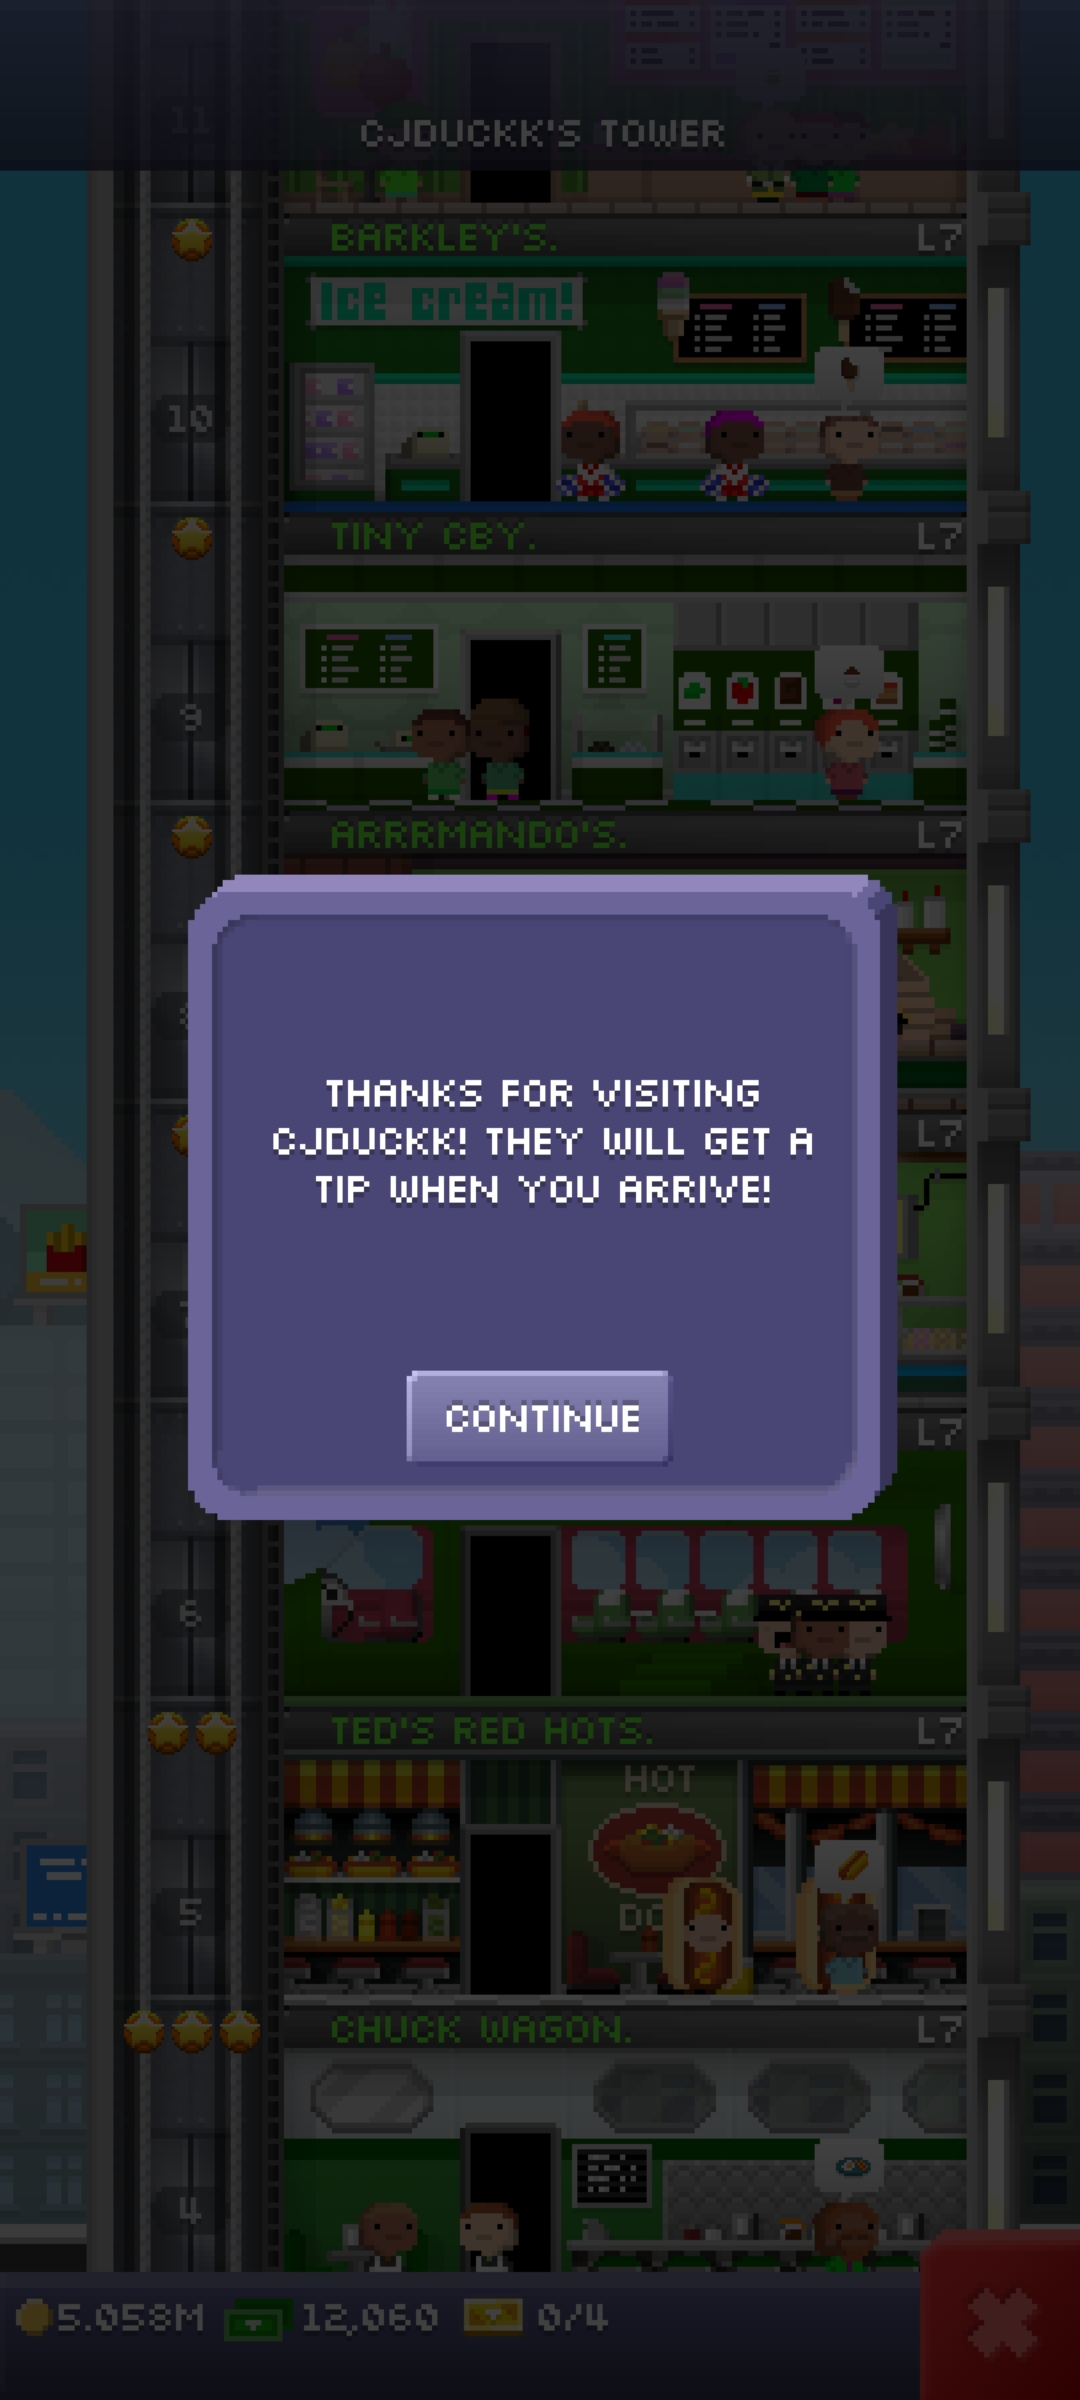 11
CJDUCKK'S TOWER
BARKLEY'S. L7
Ice cream!
10
TINY CBY. L7
9
ARRRMANDO'S. L7
L7
THANKS FOR VISITING
CJDUCKK! THEY WILL GET A
TIP WHEN YOU ARRIVE!
CONTINUE
L7
6
TED'S RED HOTS. L7
HOT
5
CHUCK WAGON. L7
4
5.058M 12,060 0/4